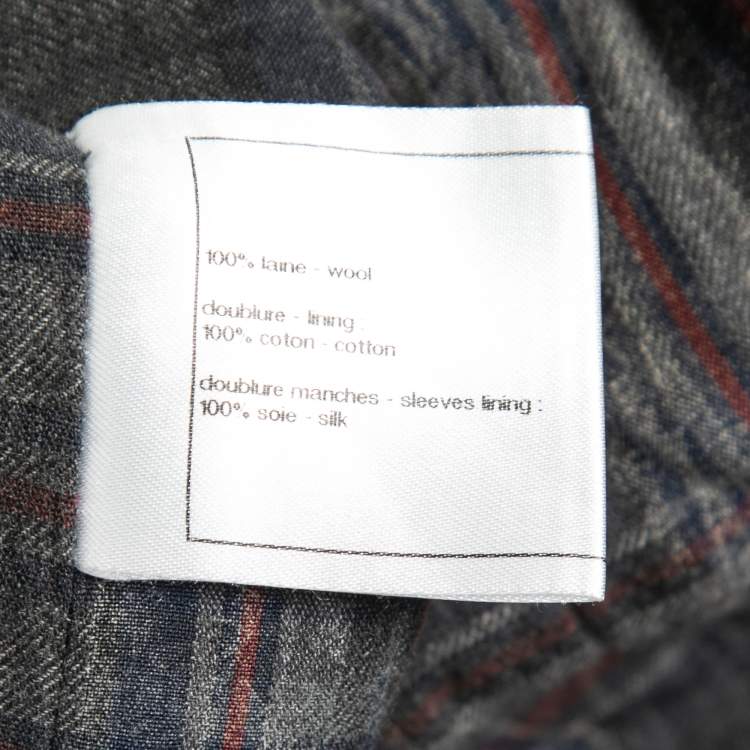 100% laine - wool
doublure - lining :
100% coton - cotton
doublure manches - sleeves lining :
100% soie - silk